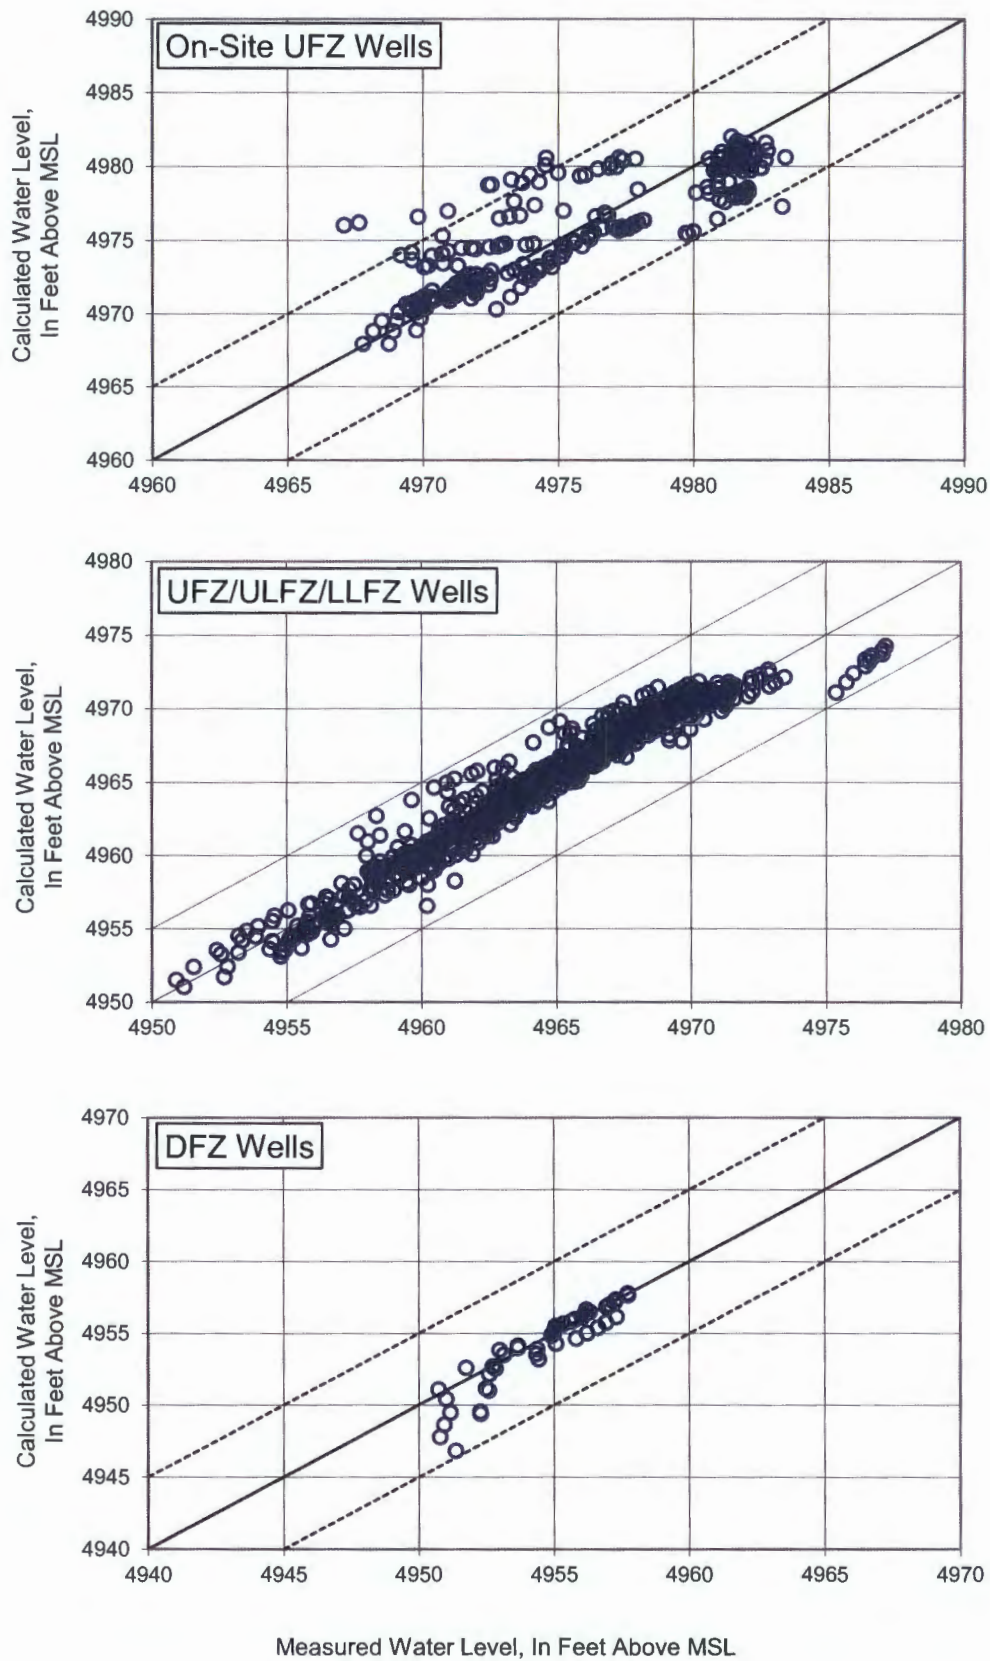 On-Site UFZ Wells
Calculated Water Level,
In Feet Above MSL
4990
4985
4980
4975
4970
4965
4960
4960 4965 4970 4975 4980 4985 4990
UFZ/ULFZ/LLFZ Wells
Calculated Water Level,
In Feet Above MSL
4980
4975
4970
4965
4960
4955
4950
4950 4955 4960 4965 4970 4975 4980
DFZ Wells
Calculated Water Level,
In Feet Above MSL
4970
4965
4960
4955
4950
4945
4940
4940 4945 4950 4955 4960 4965 4970
Measured Water Level, In Feet Above MSL